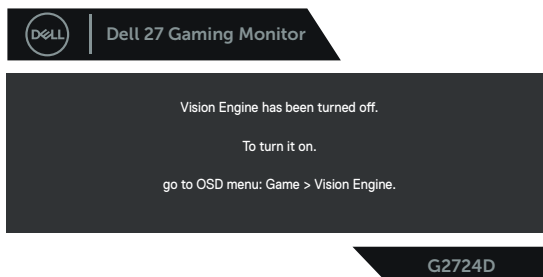 DELL
Dell 27 Gaming Monitor
Vision Engine has been turned off.
To turn it on.
go to OSD menu: Game > Vision Engine.
G2724D